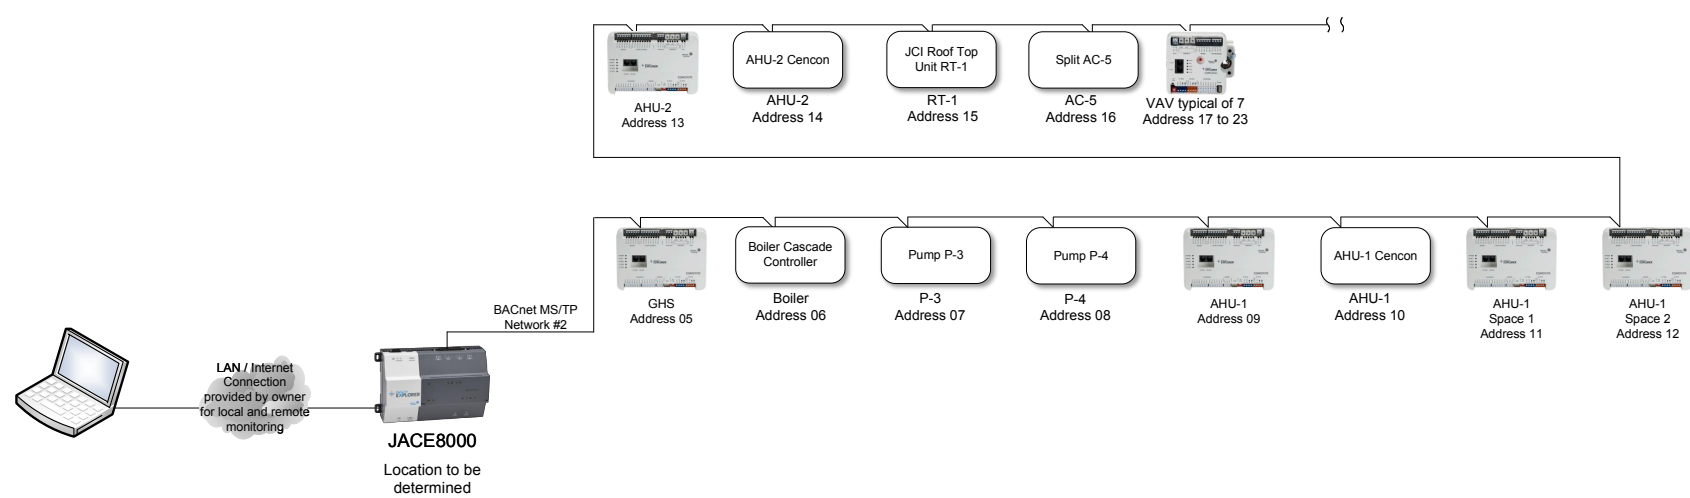 AHU-2 Cencon
JCI Roof Top
Unit RT-1
Split AC-5
AHU-2
Address 13
AHU-2
Address 14
RT-1
Address 15
AC-5
Address 16
VAV typical of 7
Address 17 to 23
Boiler Cascade
Controller
Pump P-3
Pump P-4
AHU-1 Cencon
GHS
Address 05
Boiler
Address 06
P-3
Address 07
P-4
Address 08
AHU-1
Address 09
AHU-1
Address 10
AHU-1
Space 1
Address 11
AHU-1
Space 2
Address 12
BACnet MS/TP
Network #2
LAN / Internet
Connection
provided by owner
for local and remote
monitoring
EXPLORER
JACE8000
Location to be
determined